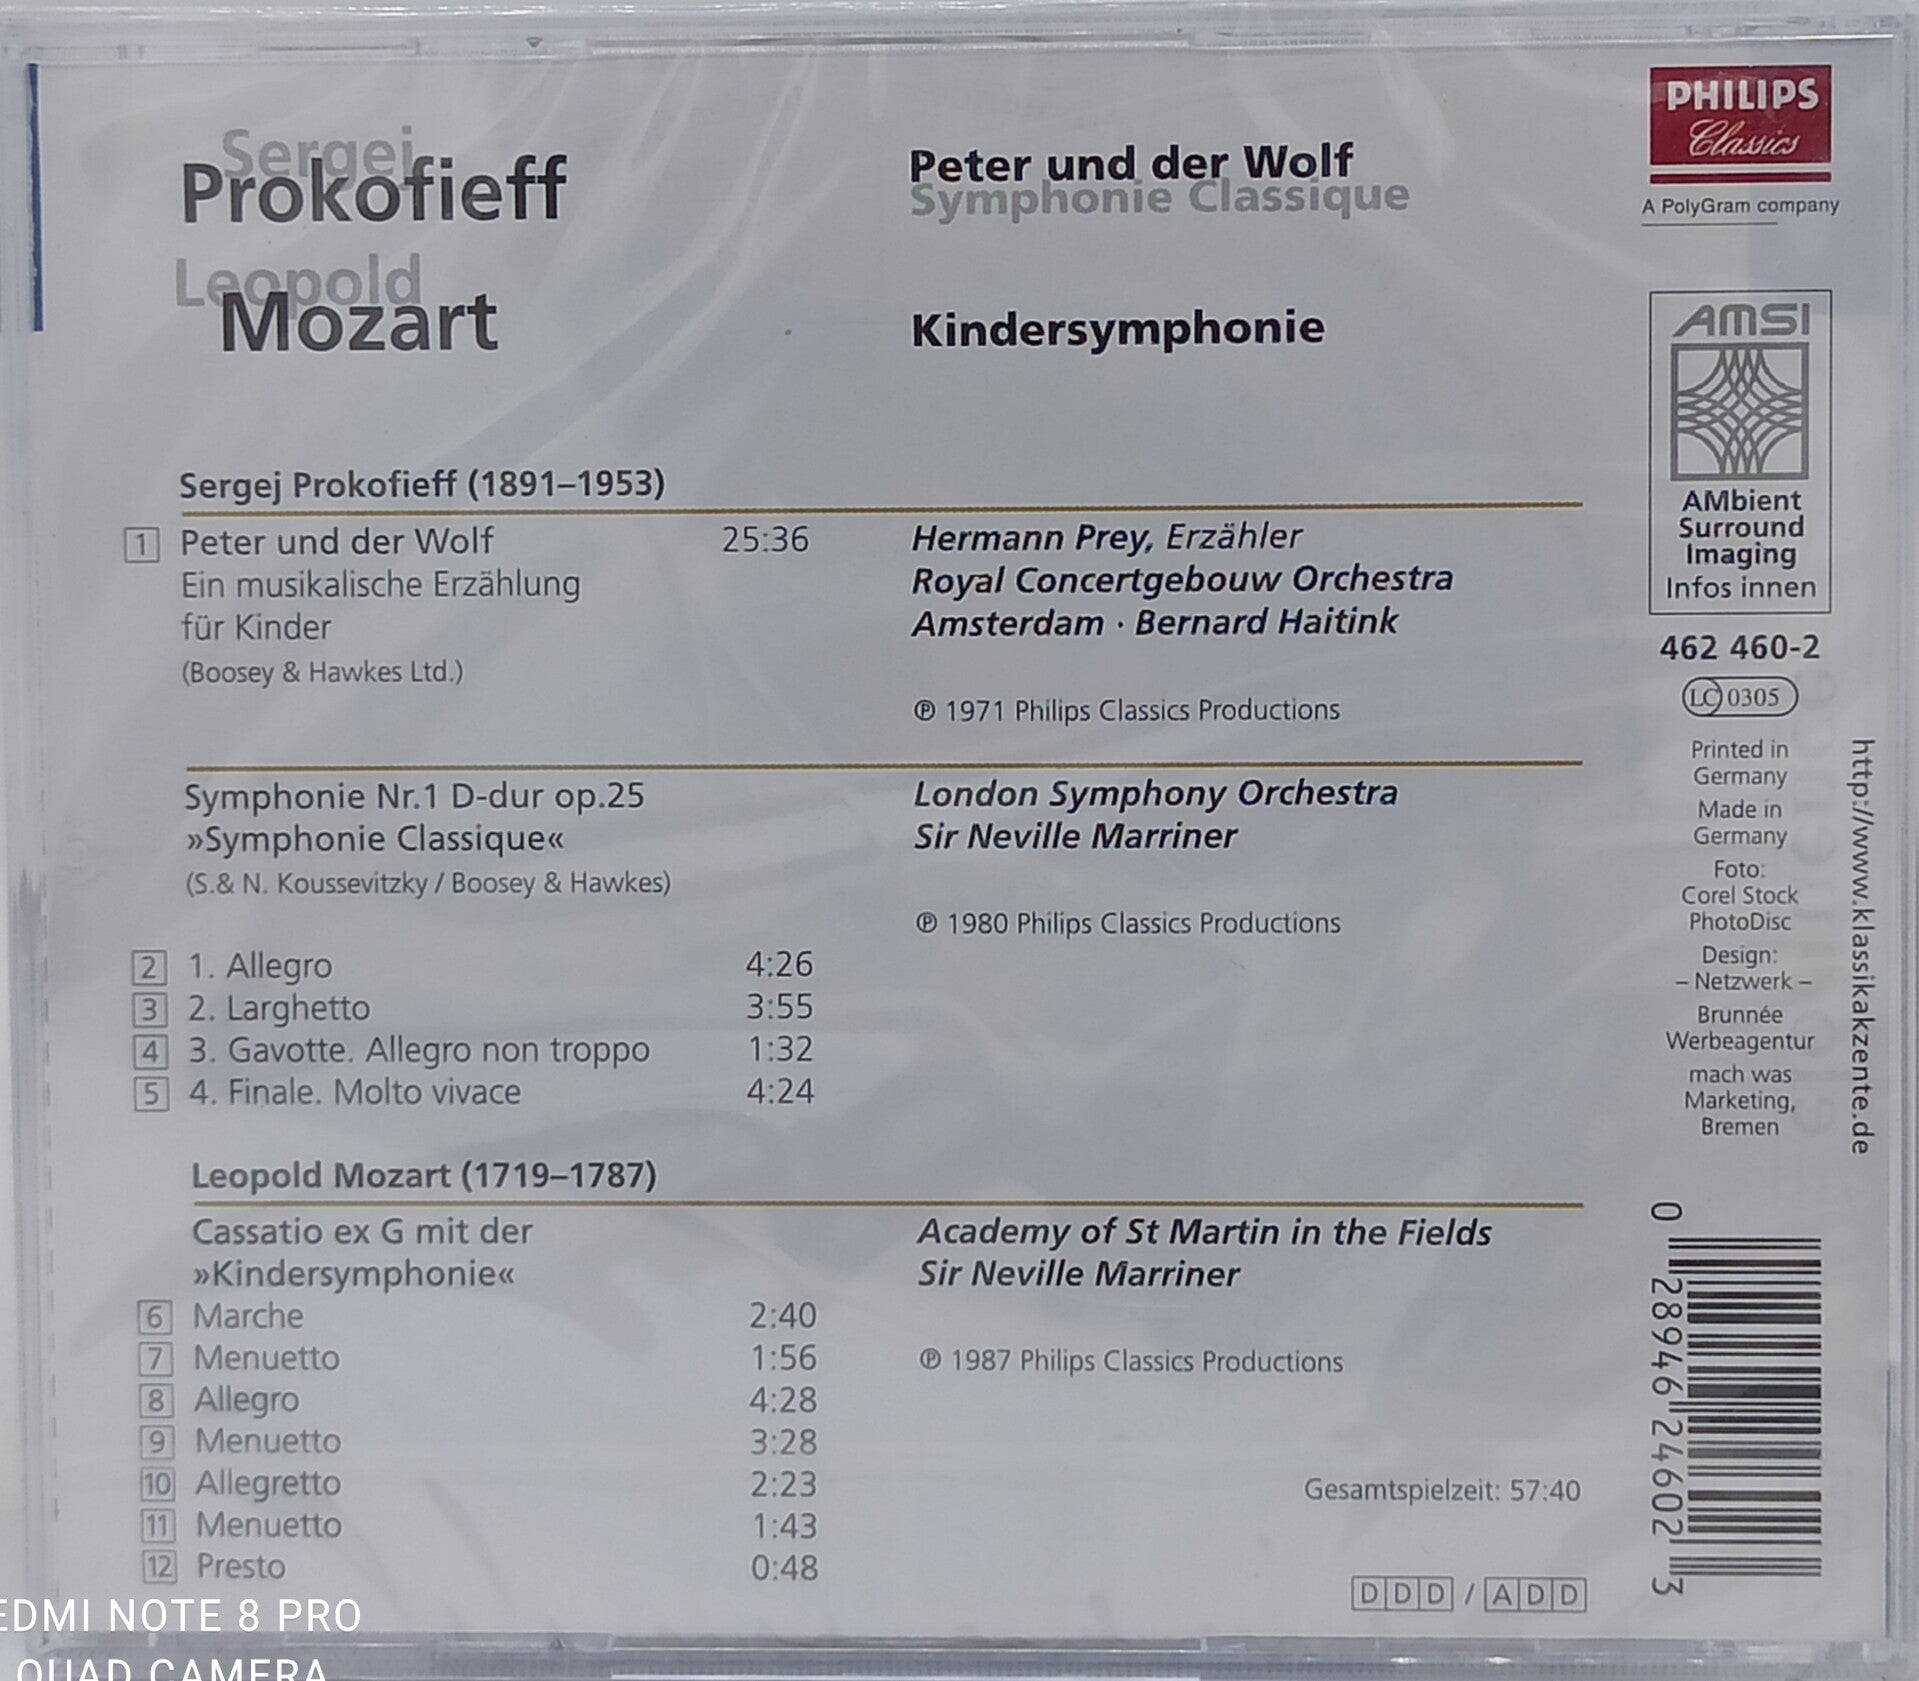 Sergej
Prokofieff
Leopold
Mozart
Peter und der Wolf
Symphonie Classique
Kindersymphonie
PHILIPS
Classics
A PolyGram company
AMSI
AMbient
Surround
Imaging
Infos innen
462 460-2
LC 0305
Printed in
Germany
Made in
Germany
Foto:
Corel Stock
PhotoDisc
Design:
– Netzwerk –
Brunnée
Werbeagentur
mach was
Marketing,
Bremen
http://www.klassikakzente.de
0 28946 24602 3
Sergej Prokofieff (1891–1953)
1 Peter und der Wolf 25:36
Ein musikalische Erzählung
für Kinder
(Boosey & Hawkes Ltd.)
Hermann Prey, Erzähler
Royal Concertgebouw Orchestra
Amsterdam · Bernard Haitink
℗ 1971 Philips Classics Productions
Symphonie Nr.1 D-dur op.25
»Symphonie Classique«
(S.& N. Koussevitzky / Boosey & Hawkes)
London Symphony Orchestra
Sir Neville Marriner
℗ 1980 Philips Classics Productions
2 1. Allegro 4:26
3 2. Larghetto 3:55
4 3. Gavotte. Allegro non troppo 1:32
5 4. Finale. Molto vivace 4:24
Leopold Mozart (1719–1787)
Cassatio ex G mit der
»Kindersymphonie«
Academy of St Martin in the Fields
Sir Neville Marriner
℗ 1987 Philips Classics Productions
6 Marche 2:40
7 Menuetto 1:56
8 Allegro 4:28
9 Menuetto 3:28
10 Allegretto 2:23
11 Menuetto 1:43
12 Presto 0:48
Gesamtspielzeit: 57:40
DDD / ADD
EDMI NOTE 8 PRO
QUAD CAMERA